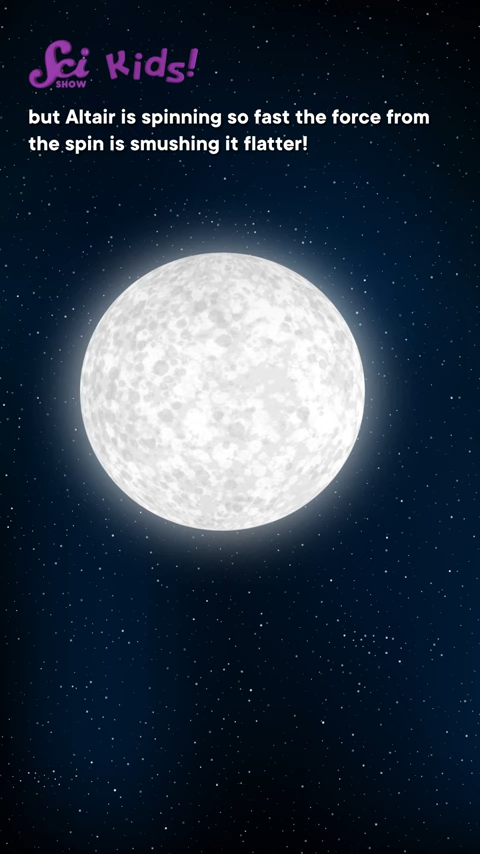 Sci Kids!
SHOW
but Altair is spinning so fast the force from
the spin is smushing it flatter!